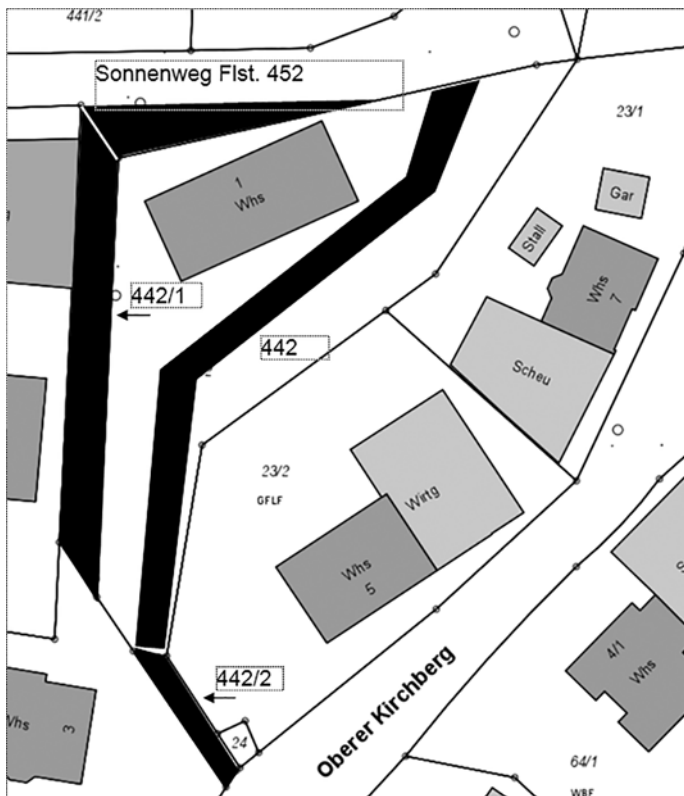 441/2
Sonnenweg Flst. 452
23/1
Gar
1
Whs
Stall
442/1
Whs
7
442
Scheu
23/2
GFLF
Wirtg
Whs
5
4/1
Whs
442/2
Whs
3
24
Oberer Kirchberg
64/1
WBF